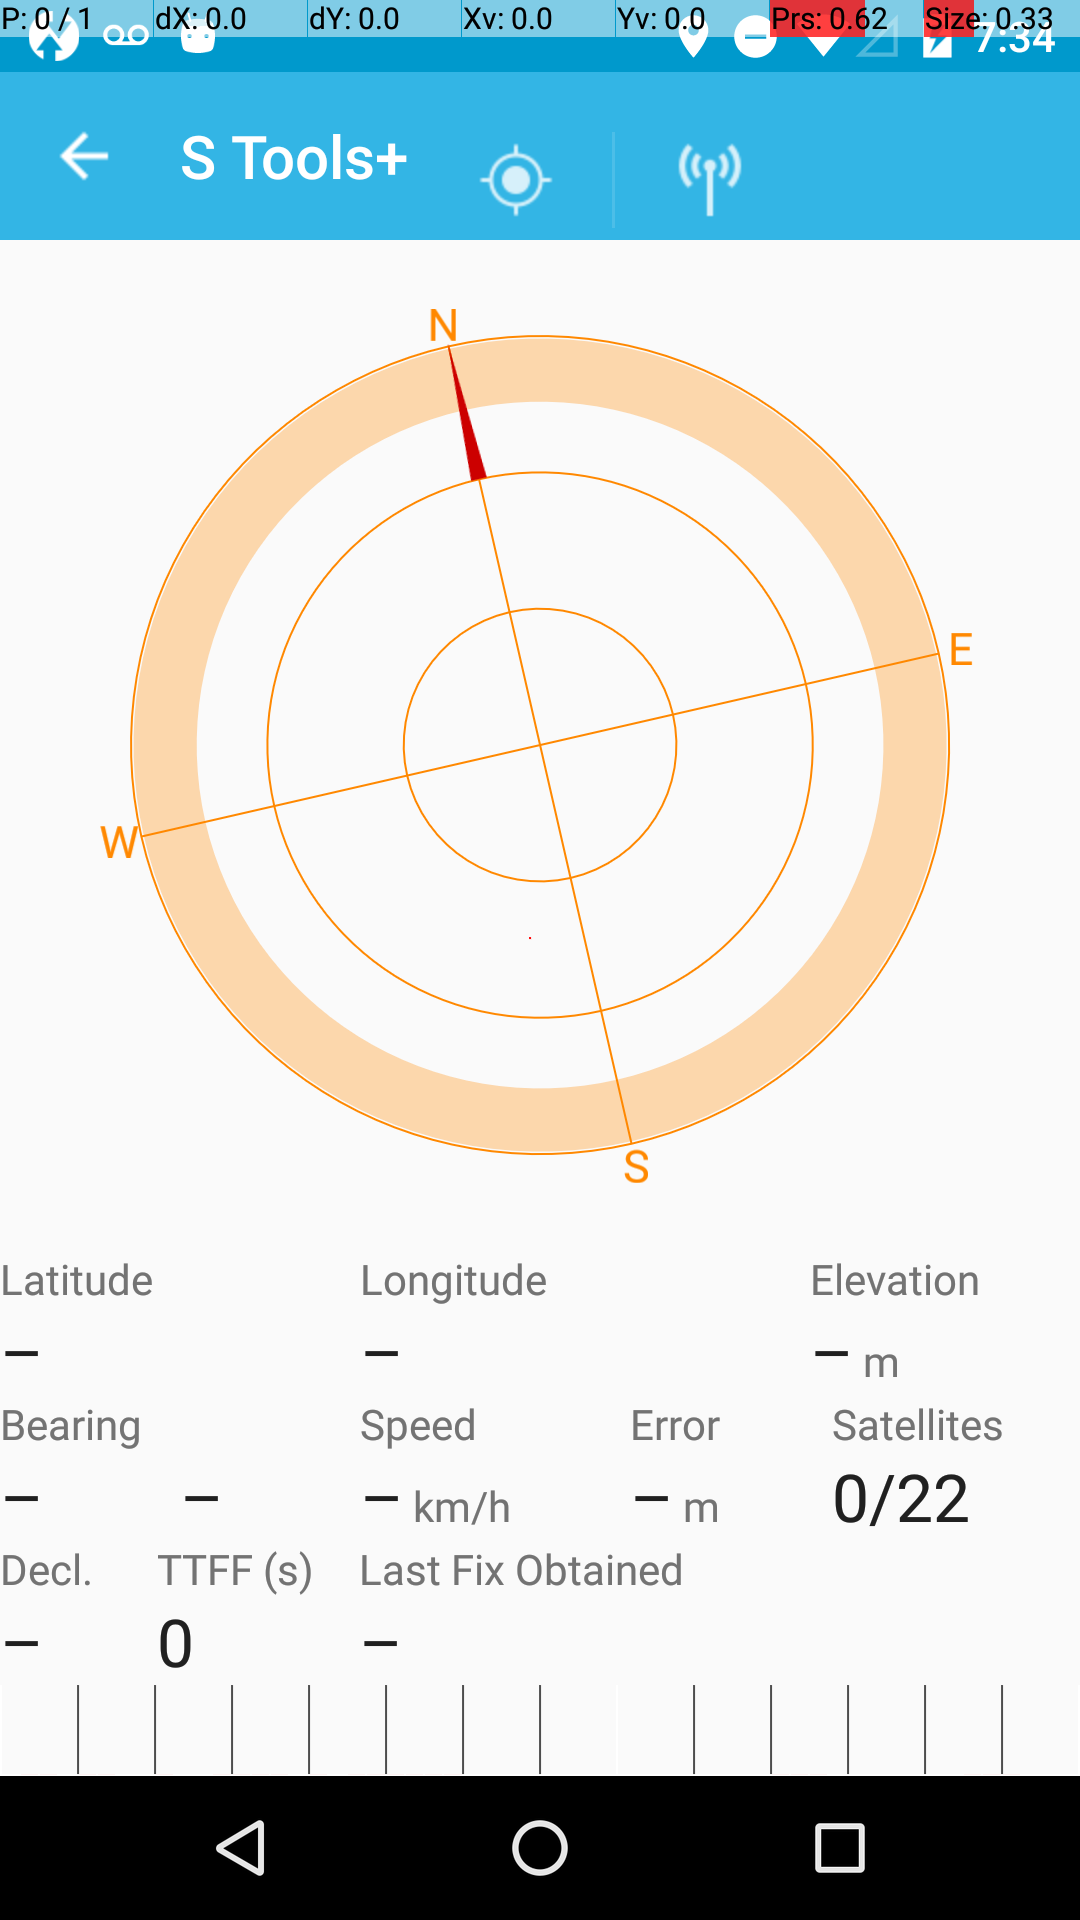 P: 0 / 1 dX: 0.0 dY: 0.0 Xv: 0.0 Yv: 0.0 Prs: 0.62 Size: 0.33
7:34
S Tools+
N
E
W
S
Latitude Longitude Elevation
– – – m
Bearing Speed Error Satellites
– – – km/h – m 0/22
Decl. TTFF (s) Last Fix Obtained
– 0 –